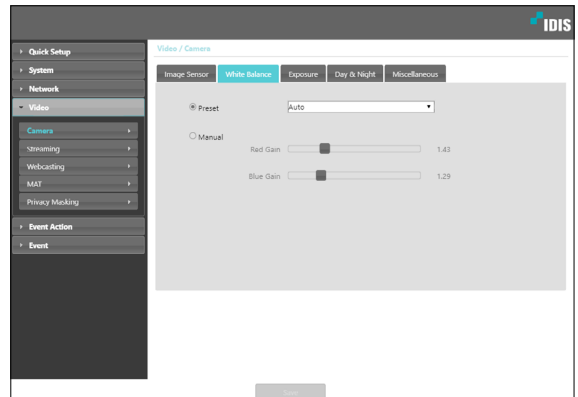 IDIS
Quick Setup
System
Network
Video
Camera
Streaming
Webcasting
MAT
Privacy Masking
Event Action
Event
Video / Camera
Image Sensor White Balance Exposure Day & Night Miscellaneous
Preset Auto
Manual
Red Gain 1.43
Blue Gain 1.29
Save